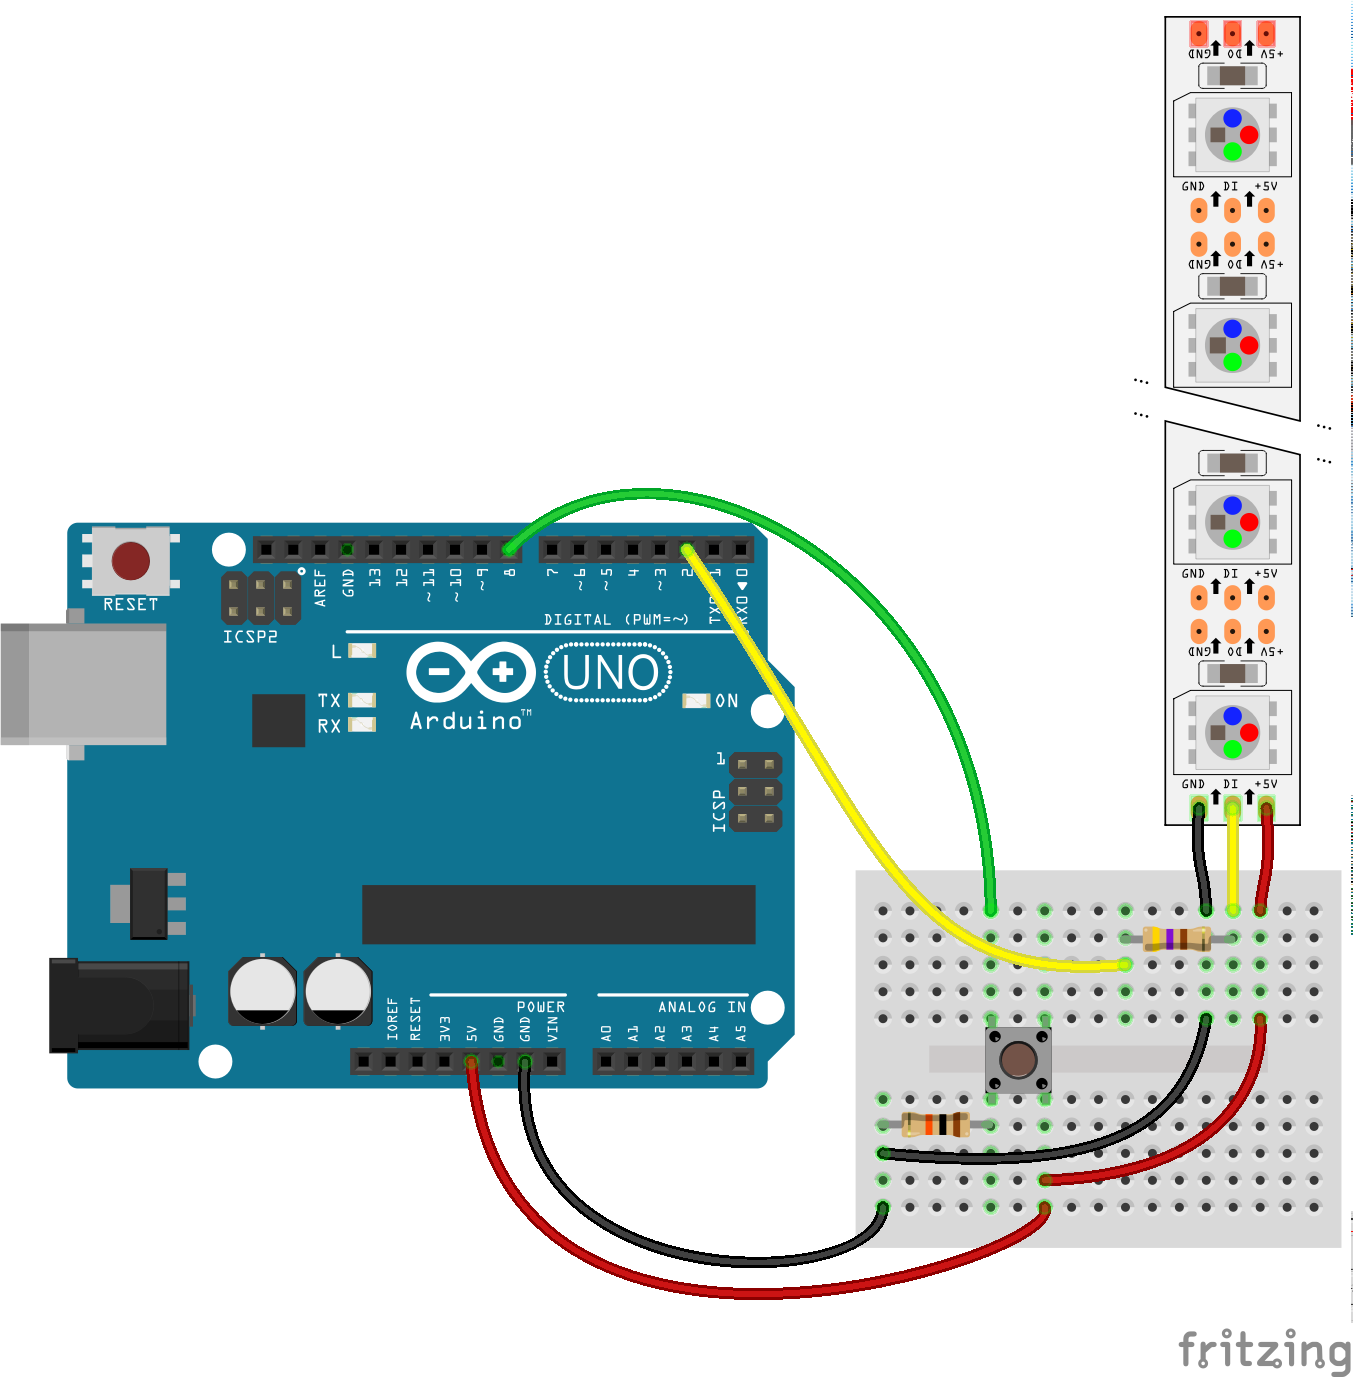 GND DO +5V
GND DI +5V
GND DO +5V
... ...
... ...
GND DI +5V
GND DO +5V
GND DI +5V
RESET
ICSP2
AREF
GND
13
12
~11
~10
~9
8
7
~6
~5
4
~3
2
1
RX0◄0
DIGITAL (PWM=~)
L
TX
RX
UNO
ON
Arduino™
1
ICSP
IOREF
RESET
3V3
5V
GND
GND
VIN
POWER
ANALOG IN
A0
A1
A2
A3
A4
A5
fritzing